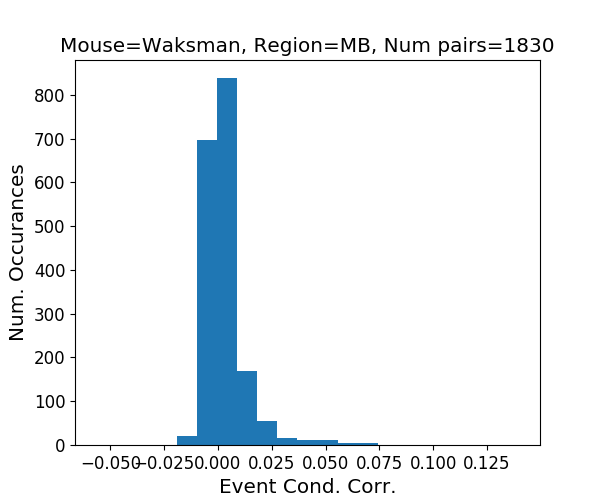 Mouse=Waksman, Region=MB, Num pairs=1830
Num. Occurances
800
700
600
500
400
300
200
100
0
−0.050 −0.025 0.000 0.025 0.050 0.075 0.100 0.125
Event Cond. Corr.